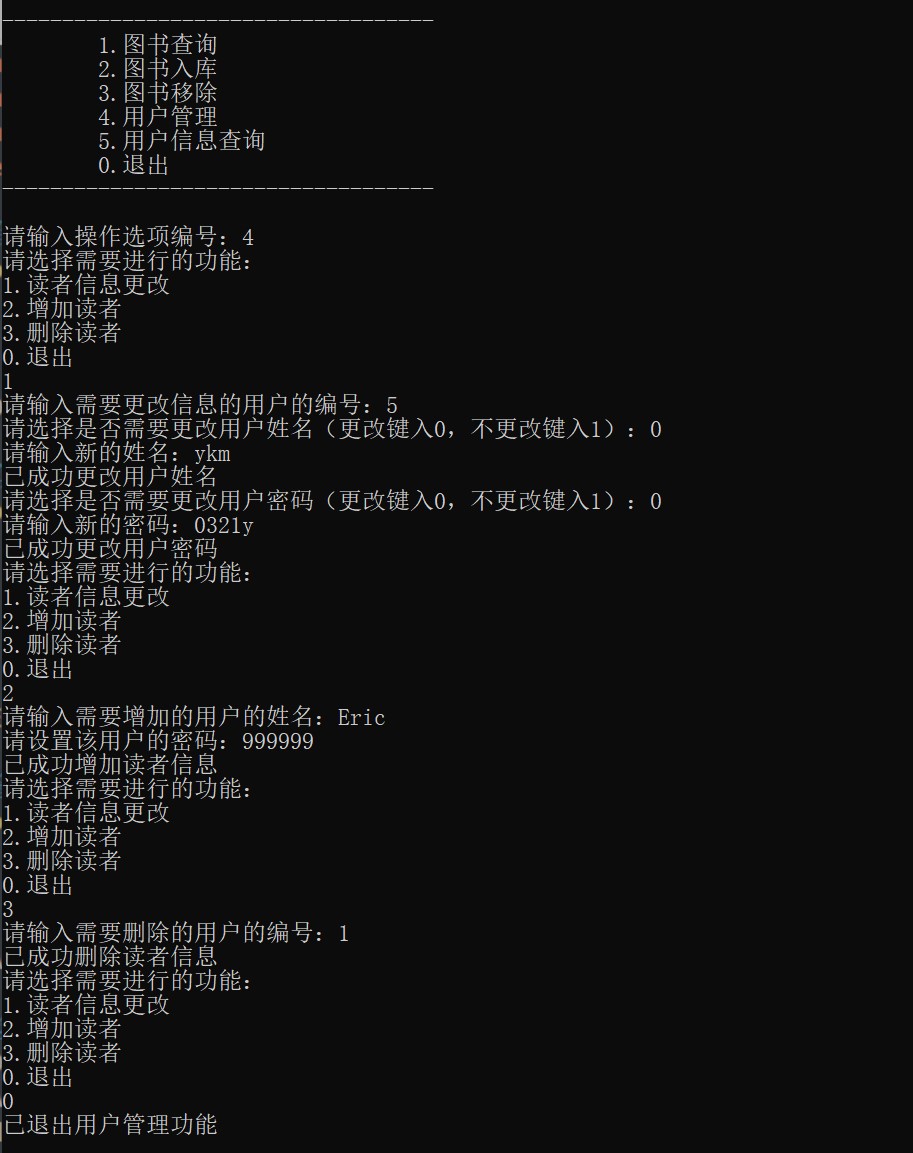 ------------------------------------
1.图书查询
2.图书入库
3.图书移除
4.用户管理
5.用户信息查询
0.退出
------------------------------------
请输入操作选项编号：4
请选择需要进行的功能：
1.读者信息更改
2.增加读者
3.删除读者
0.退出
1
请输入需要更改信息的用户的编号：5
请选择是否需要更改用户姓名（更改键入0，不更改键入1）：0
请输入新的姓名：ykm
已成功更改用户姓名
请选择是否需要更改用户密码（更改键入0，不更改键入1）：0
请输入新的密码：0321y
已成功更改用户密码
请选择需要进行的功能：
1.读者信息更改
2.增加读者
3.删除读者
0.退出
2
请输入需要增加的用户的姓名：Eric
请设置该用户的密码：999999
已成功增加读者信息
请选择需要进行的功能：
1.读者信息更改
2.增加读者
3.删除读者
0.退出
3
请输入需要删除的用户的编号：1
已成功删除读者信息
请选择需要进行的功能：
1.读者信息更改
2.增加读者
3.删除读者
0.退出
0
已退出用户管理功能